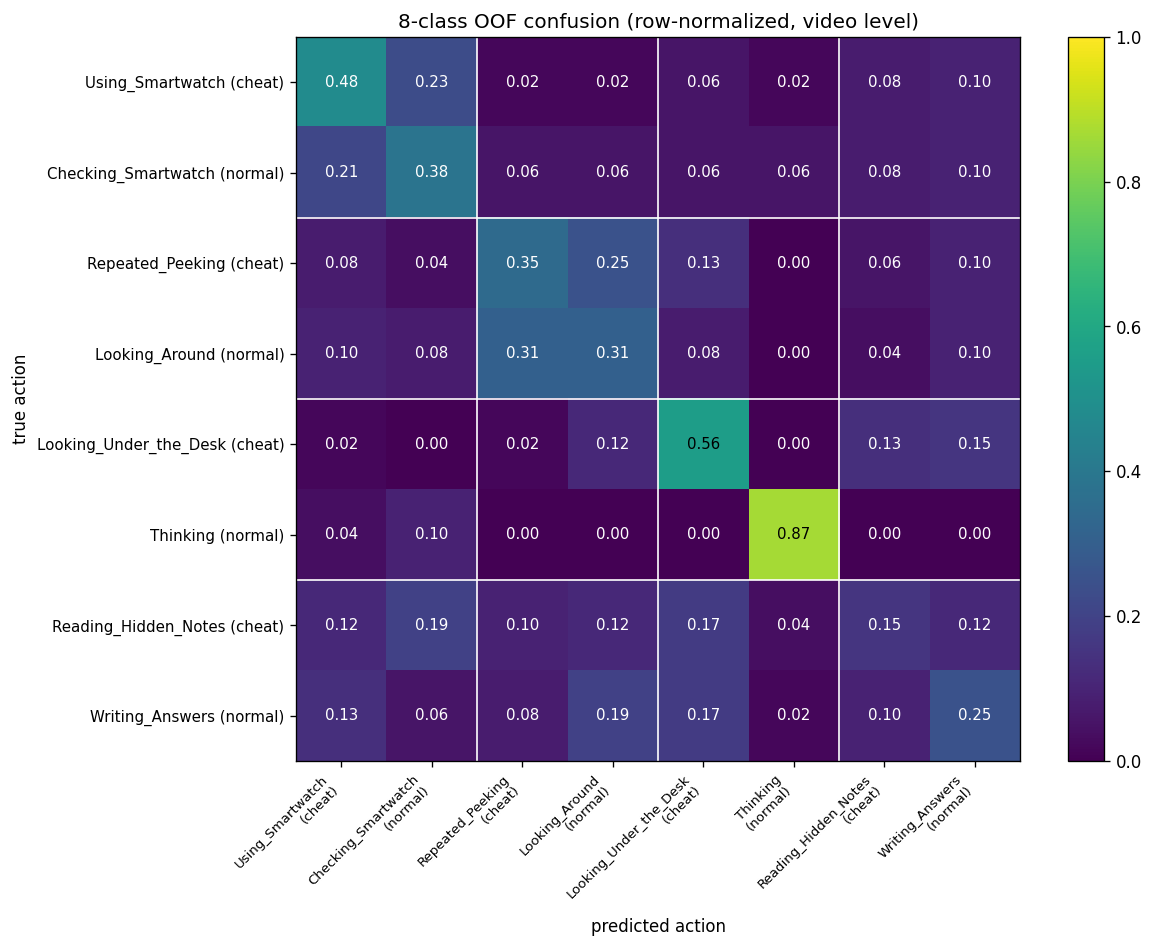 8-class OOF confusion (row-normalized, video level)
true action
Using_Smartwatch (cheat) 0.48 0.23 0.02 0.02 0.06 0.02 0.08 0.10
Checking_Smartwatch (normal) 0.21 0.38 0.06 0.06 0.06 0.06 0.08 0.10
Repeated_Peeking (cheat) 0.08 0.04 0.35 0.25 0.13 0.00 0.06 0.10
Looking_Around (normal) 0.10 0.08 0.31 0.31 0.08 0.00 0.04 0.10
Looking_Under_the_Desk (cheat) 0.02 0.00 0.02 0.12 0.56 0.00 0.13 0.15
Thinking (normal) 0.04 0.10 0.00 0.00 0.00 0.87 0.00 0.00
Reading_Hidden_Notes (cheat) 0.12 0.19 0.10 0.12 0.17 0.04 0.15 0.12
Writing_Answers (normal) 0.13 0.06 0.08 0.19 0.17 0.02 0.10 0.25
Using_Smartwatch
(cheat)
Checking_Smartwatch
(normal)
Repeated_Peeking
(cheat)
Looking_Around
(normal)
Looking_Under_the_Desk
(cheat)
Thinking
(normal)
Reading_Hidden_Notes
(cheat)
Writing_Answers
(normal)
predicted action
1.0
0.8
0.6
0.4
0.2
0.0